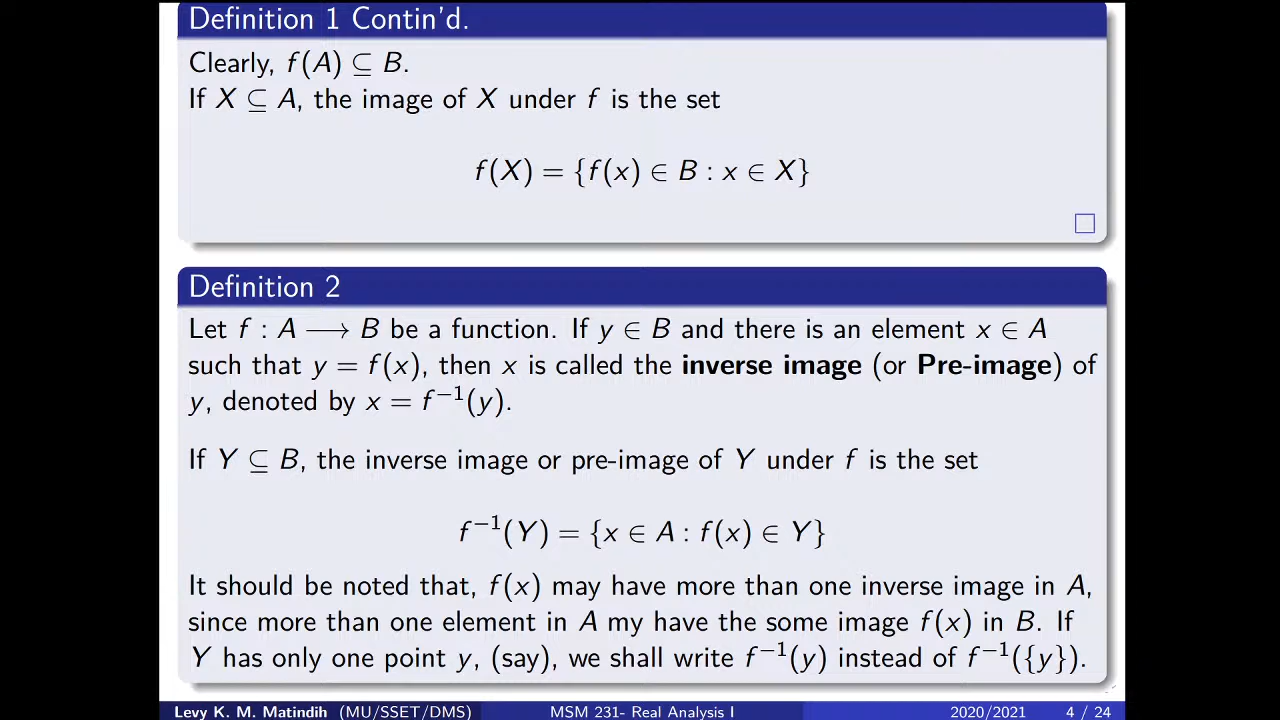 Definition 1 Contin'd.
Clearly, f(A) ⊆ B.
If X ⊆ A, the image of X under f is the set
f(X) = {f(x) ∈ B : x ∈ X}
Definition 2
Let f : A ⟶ B be a function. If y ∈ B and there is an element x ∈ A
such that y = f(x), then x is called the inverse image (or Pre-image) of
y, denoted by x = f⁻¹(y).
If Y ⊆ B, the inverse image or pre-image of Y under f is the set
f⁻¹(Y) = {x ∈ A : f(x) ∈ Y}
It should be noted that, f(x) may have more than one inverse image in A,
since more than one element in A my have the some image f(x) in B. If
Y has only one point y, (say), we shall write f⁻¹(y) instead of f⁻¹({y}).
Levy K. M. Matindih (MU/SSET/DMS) MSM 231- Real Analysis I 2020/2021 4 / 24